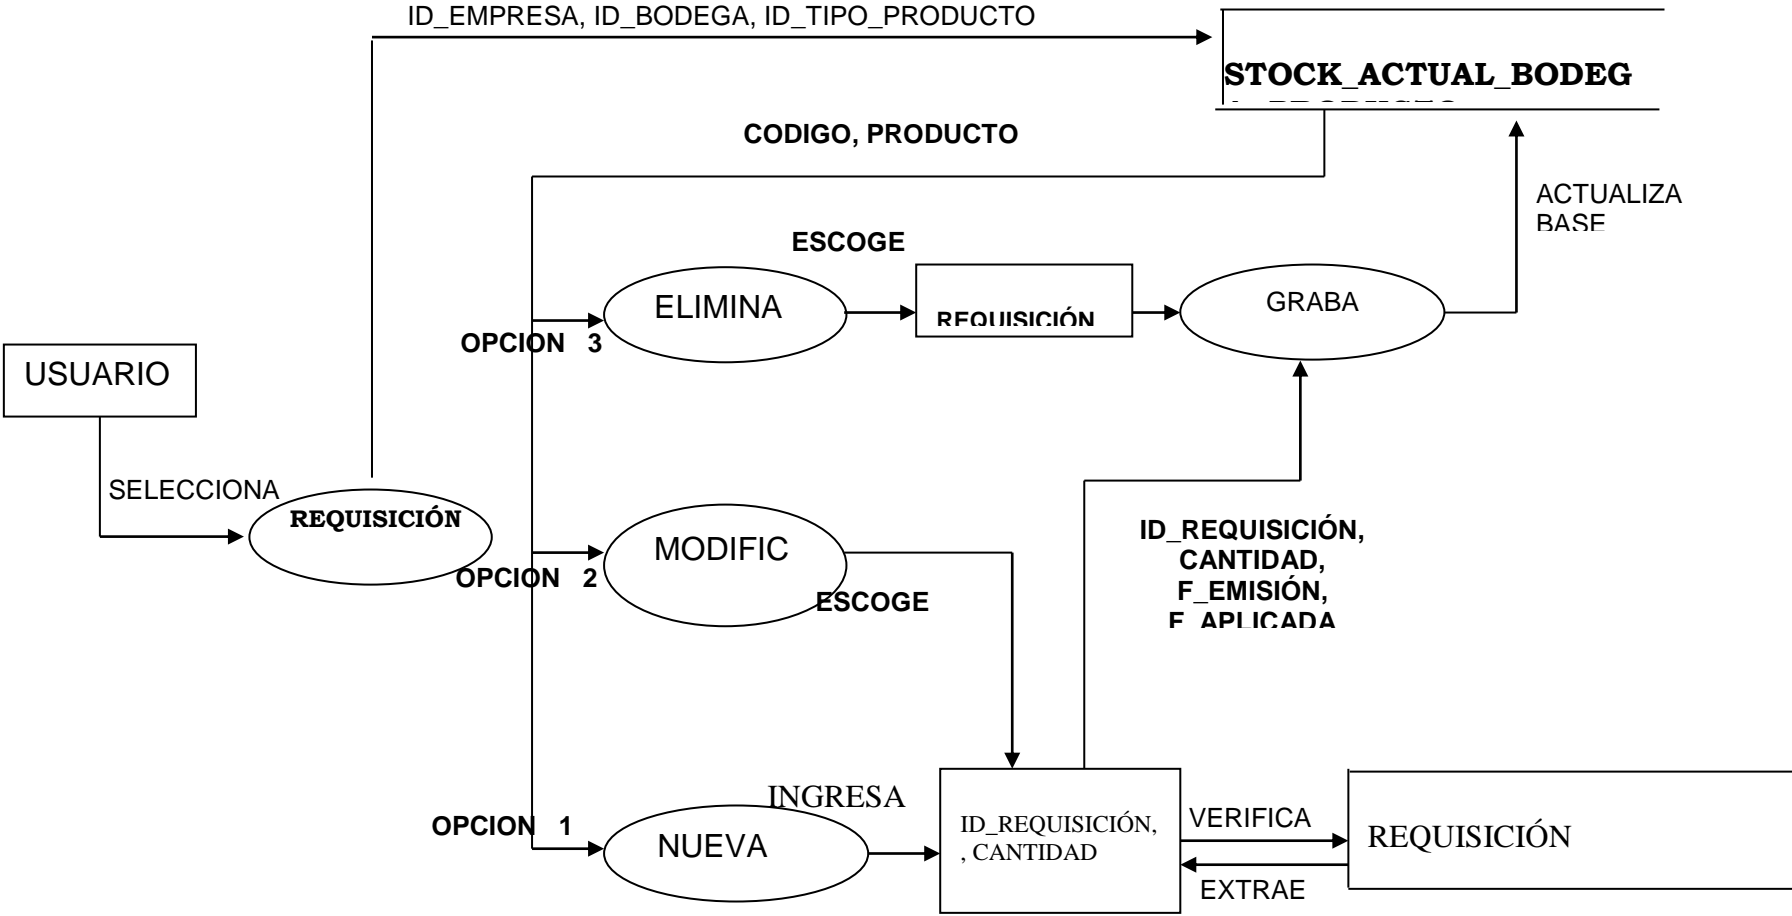 ID_EMPRESA, ID_BODEGA, ID_TIPO_PRODUCTO
STOCK_ACTUAL_BODEG
CODIGO, PRODUCTO
ACTUALIZA
BASE
ESCOGE
ELIMINA
REQUISICIÓN
GRABA
OPCION 3
USUARIO
SELECCIONA
REQUISICIÓN
MODIFIC
OPCION 2
ESCOGE
ID_REQUISICIÓN,
CANTIDAD,
F_EMISIÓN,
F_APLICADA
INGRESA
OPCION 1
NUEVA
ID_REQUISICIÓN,
, CANTIDAD
VERIFICA
REQUISICIÓN
EXTRAE